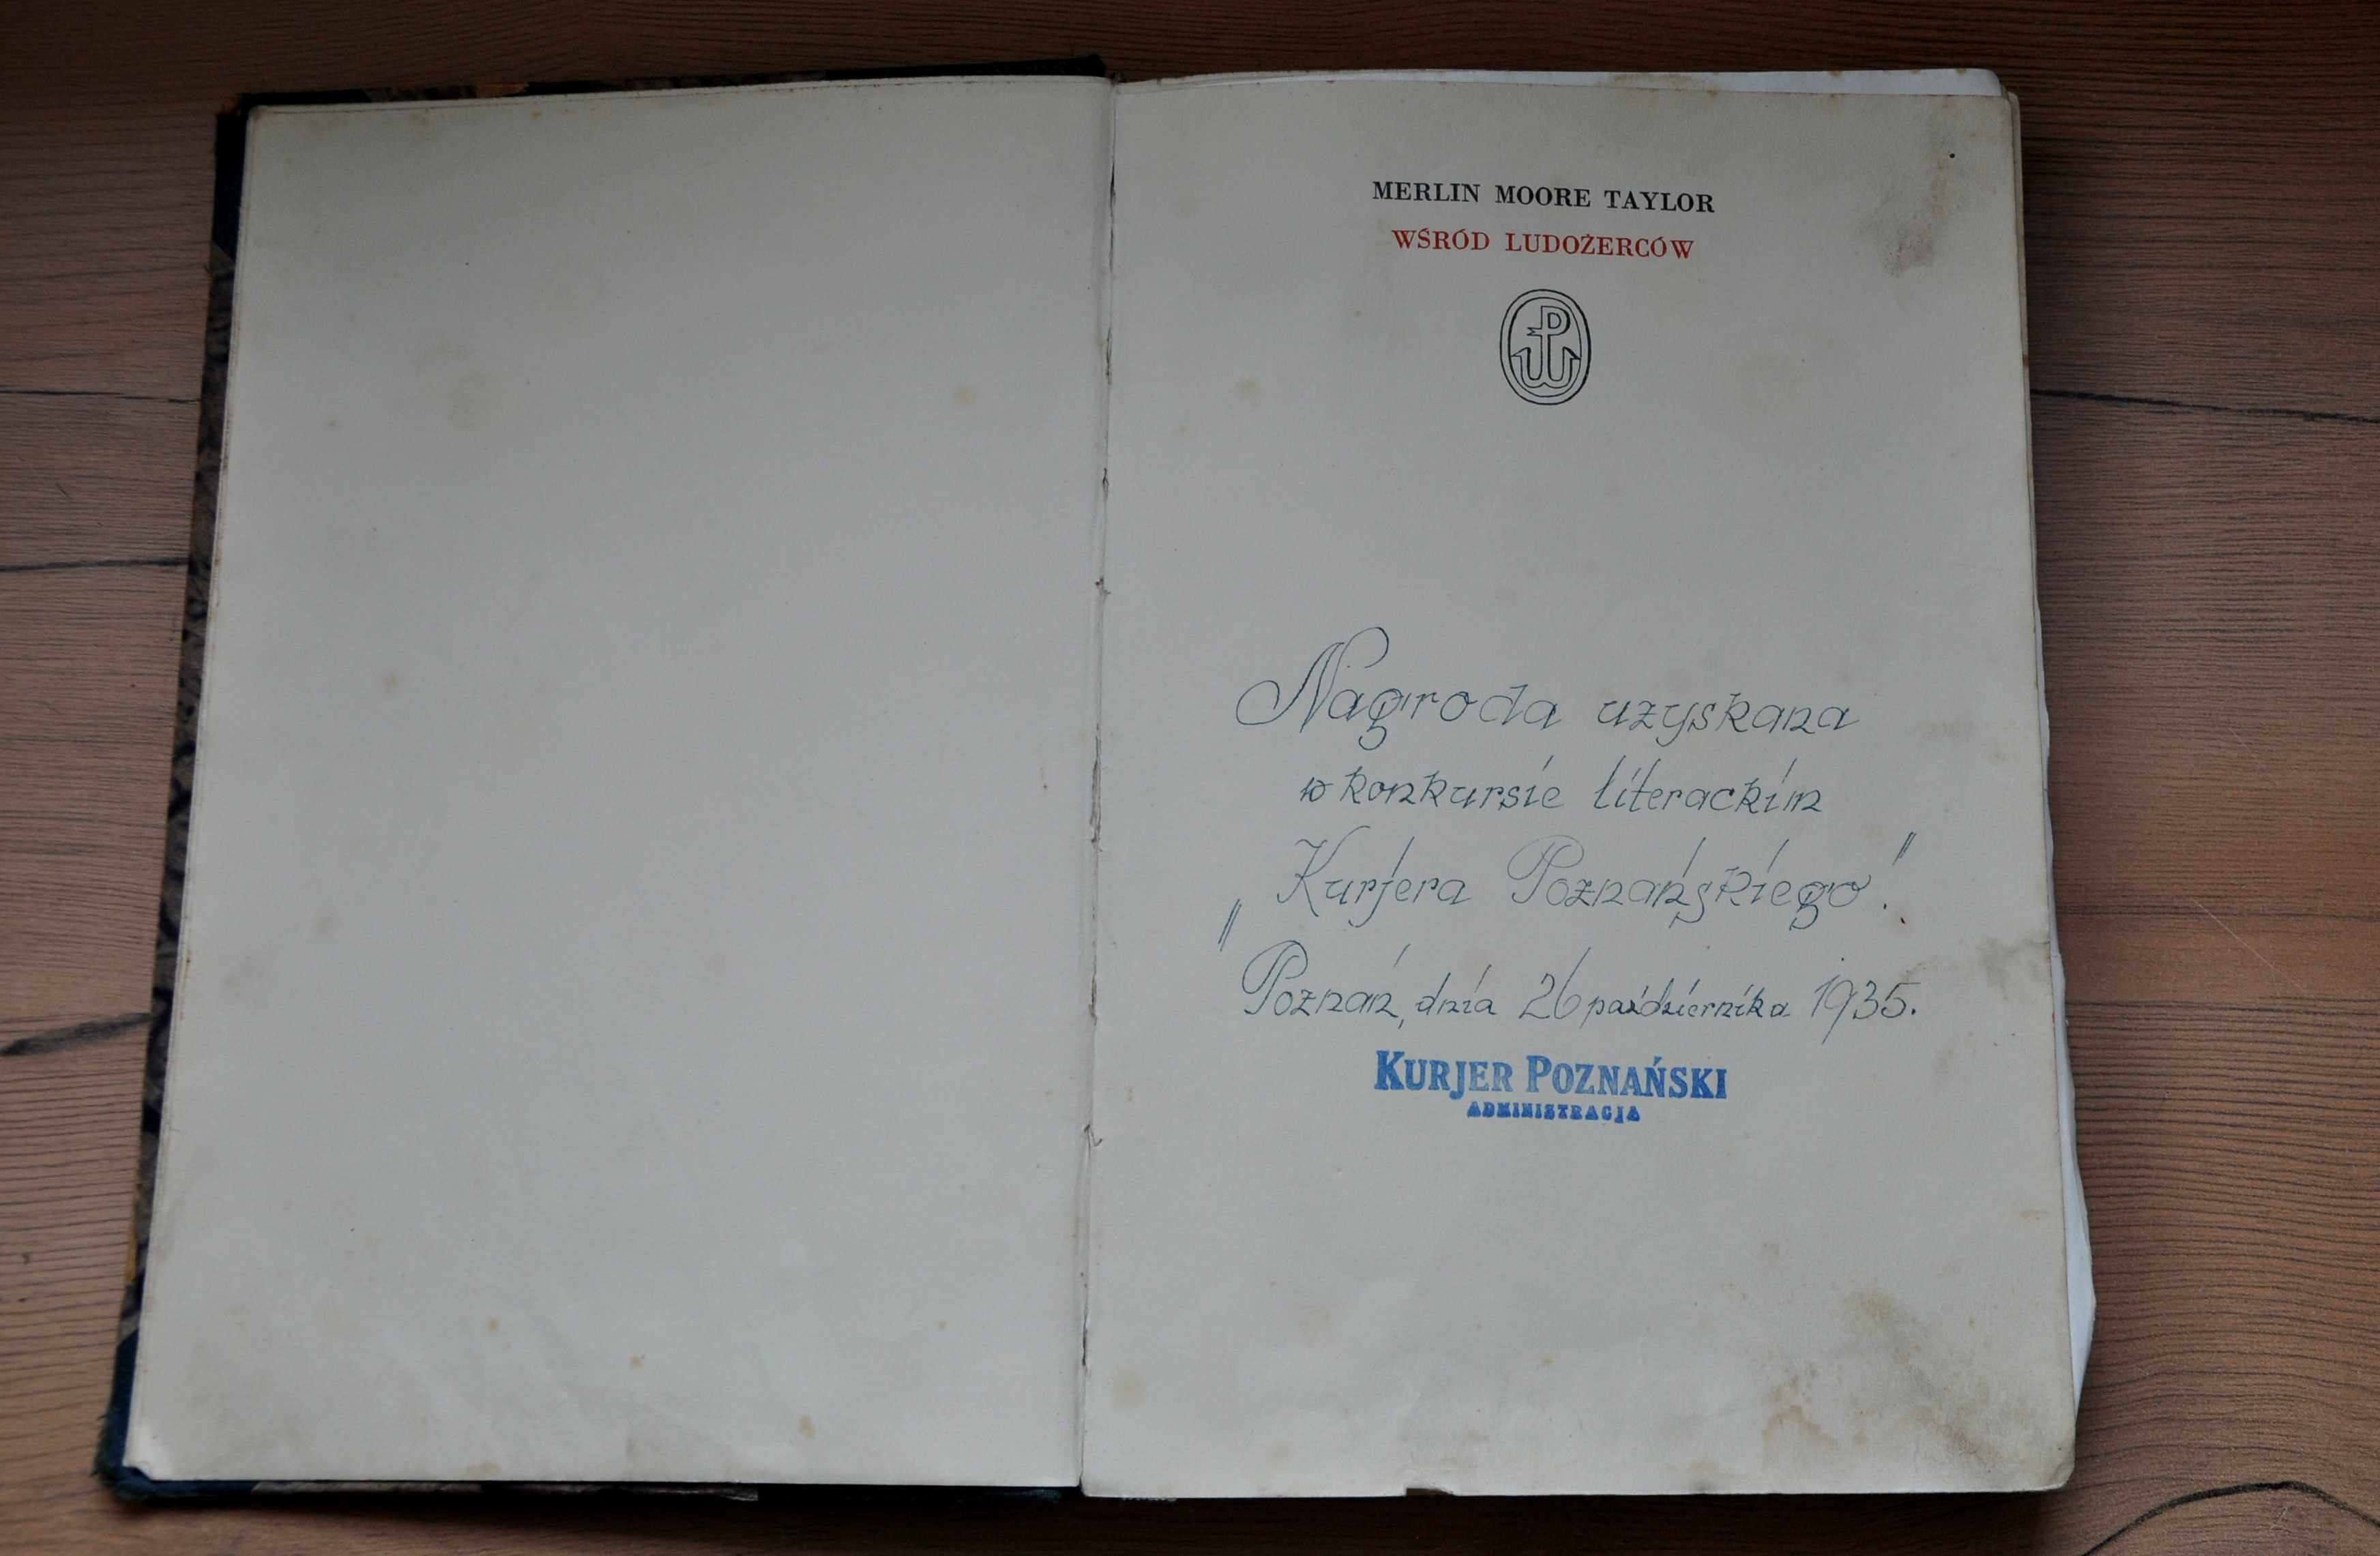 MERLIN MOORE TAYLOR
WŚRÓD LUDOŻERCÓW
PW
Nagroda uzyskana
w konkursie literackim
„Kurjera Poznańskiego".
Poznań, dnia 26 października 1935.
KURJER POZNAŃSKI
ADMINISTRACJA